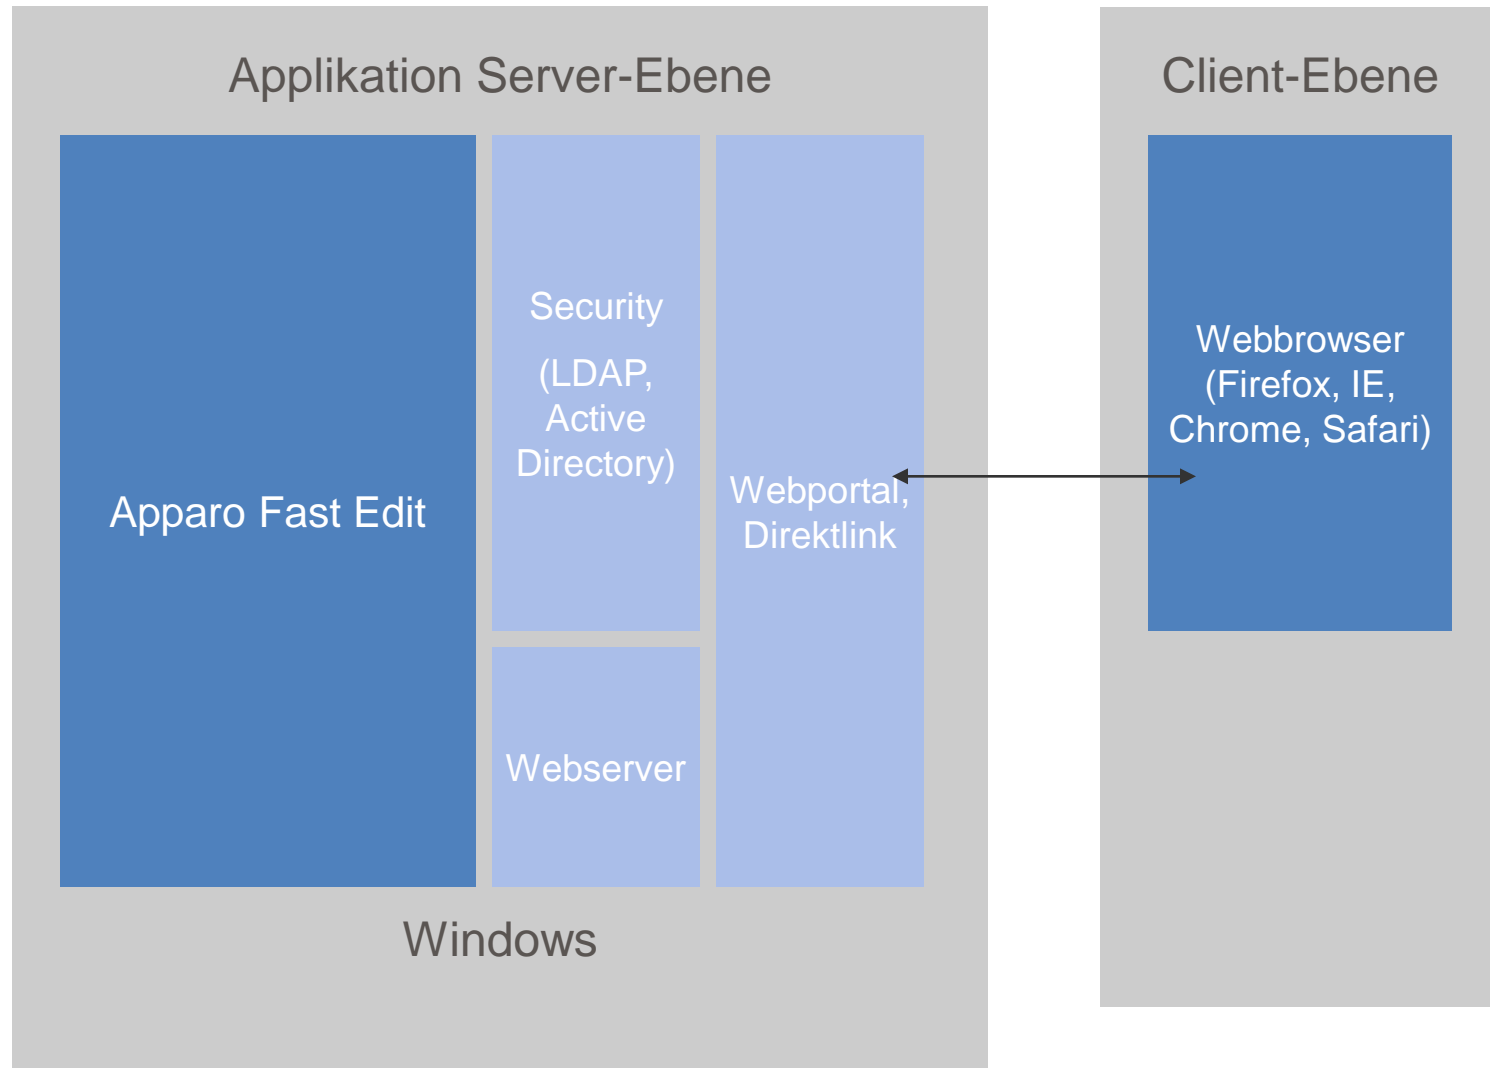 Applikation Server-Ebene
Apparo Fast Edit
Security
(LDAP,
Active
Directory)
Webserver
Webportal,
Direktlink
Windows
Client-Ebene
Webbrowser
(Firefox, IE,
Chrome, Safari)